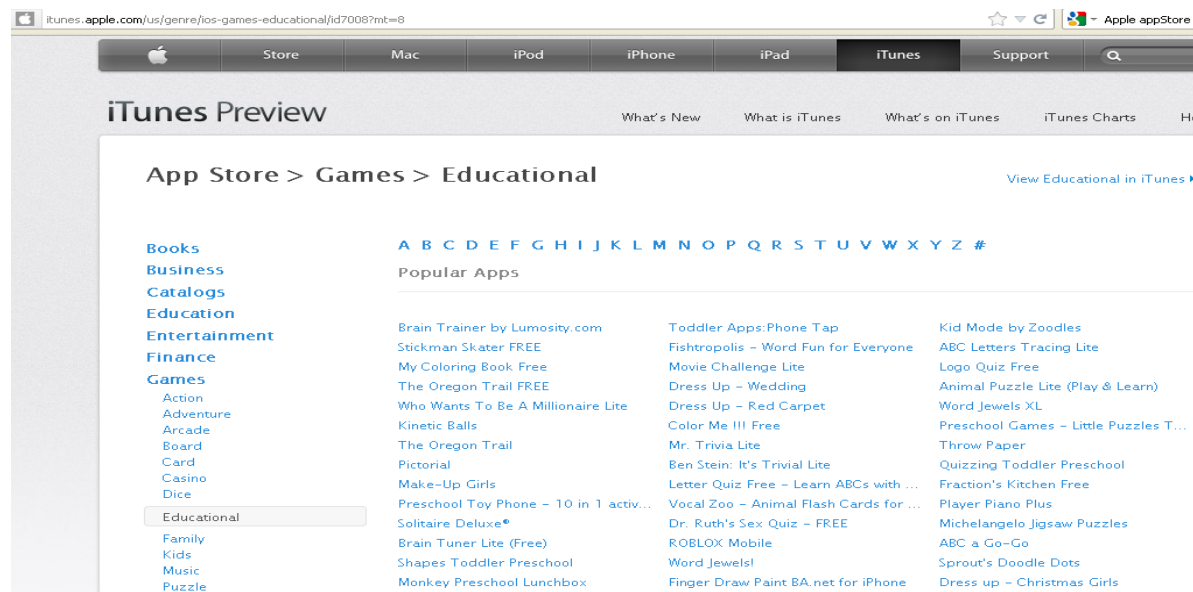 itunes.apple.com/us/genre/ios-games-educational/id7008?mt=8 Apple appStore
Store Mac iPod iPhone iPad iTunes Support
iTunes Preview
What's New What is iTunes What's on iTunes iTunes Charts
App Store > Games > Educational
View Educational in iTunes
Books
Business
Catalogs
Education
Entertainment
Finance
Games
Action
Adventure
Arcade
Board
Card
Casino
Dice
Educational
Family
Kids
Music
Puzzle
A B C D E F G H I J K L M N O P Q R S T U V W X Y Z #
Popular Apps
Brain Trainer by Lumosity.com
Stickman Skater FREE
My Coloring Book Free
The Oregon Trail FREE
Who Wants To Be A Millionaire Lite
Kinetic Balls
The Oregon Trail
Pictorial
Make-Up Girls
Preschool Toy Phone - 10 in 1 activ...
Solitaire Deluxe®
Brain Tuner Lite (Free)
Shapes Toddler Preschool
Monkey Preschool Lunchbox
Toddler Apps:Phone Tap
Fishtropolis - Word Fun for Everyone
Movie Challenge Lite
Dress Up - Wedding
Dress Up - Red Carpet
Color Me !!! Free
Mr. Trivia Lite
Ben Stein: It's Trivial Lite
Letter Quiz Free - Learn ABCs with ...
Vocal Zoo - Animal Flash Cards for ...
Dr. Ruth's Sex Quiz - FREE
ROBLOX Mobile
Word Jewels!
Finger Draw Paint BA.net for iPhone
Kid Mode by Zoodles
ABC Letters Tracing Lite
Logo Quiz Free
Animal Puzzle Lite (Play & Learn)
Word Jewels XL
Preschool Games - Little Puzzles T...
Throw Paper
Quizzing Toddler Preschool
Fraction's Kitchen Free
Player Piano Plus
Michelangelo Jigsaw Puzzles
ABC a Go-Go
Sprout's Doodle Dots
Dress up - Christmas Girls